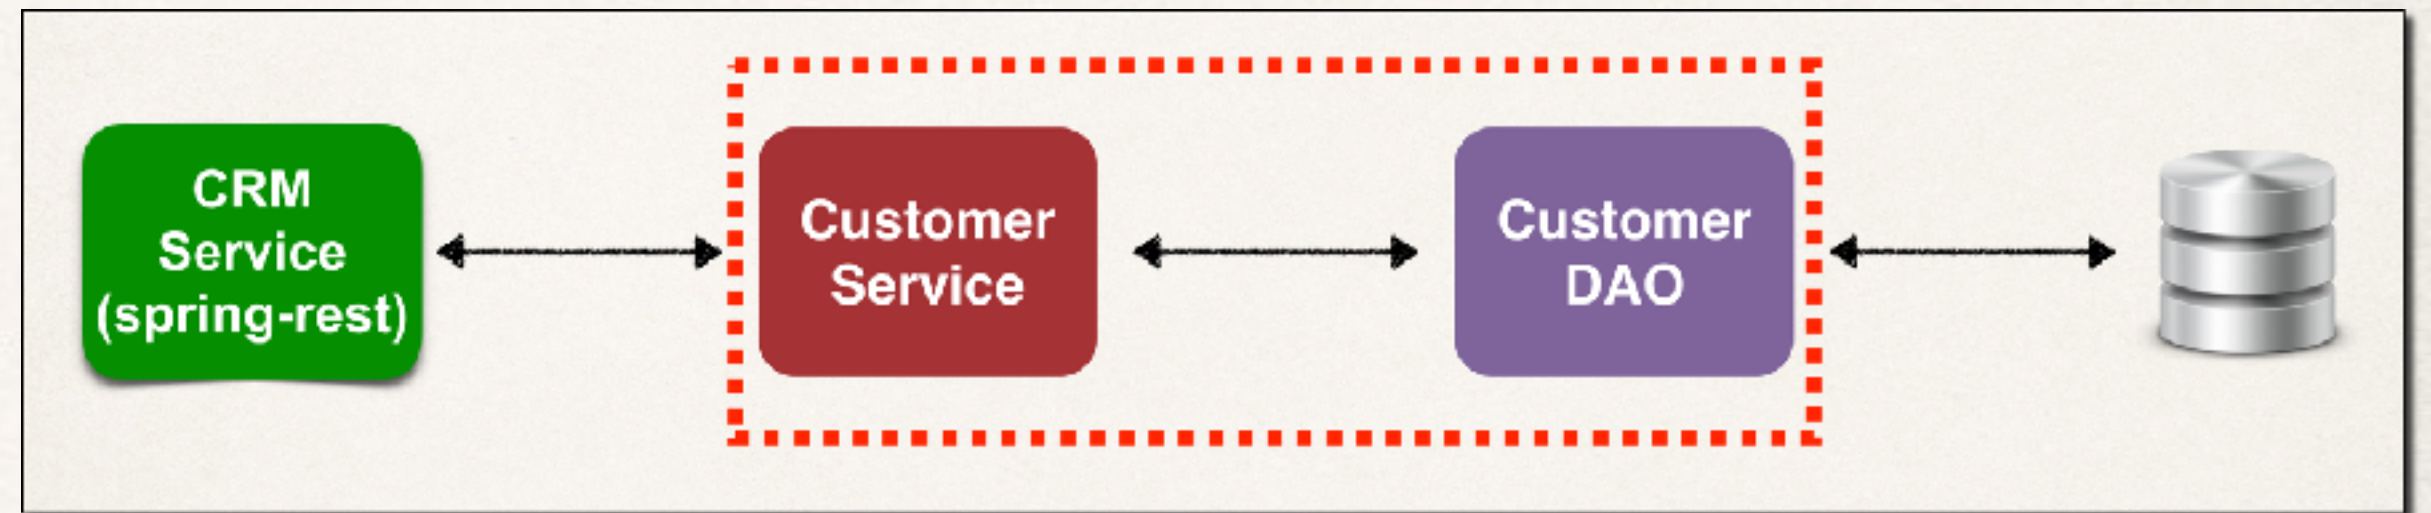 CRM
Service
(spring-rest)
Customer
Service
Customer
DAO